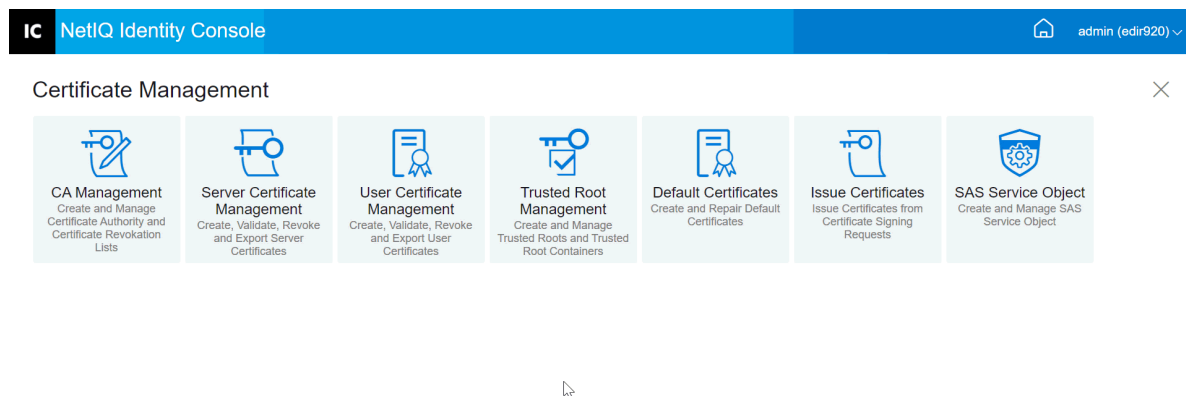 IC NetIQ Identity Console admin (edir920)
Certificate Management
CA Management
Create and Manage
Certificate Authority and
Certificate Revokation
Lists
Server Certificate
Management
Create, Validate, Revoke
and Export Server
Certificates
User Certificate
Management
Create, Validate, Revoke
and Export User
Certificates
Trusted Root
Management
Create and Manage
Trusted Roots and Trusted
Root Containers
Default Certificates
Create and Repair Default
Certificates
Issue Certificates
Issue Certificates from
Certificate Signing
Requests
SAS Service Object
Create and Manage SAS
Service Object